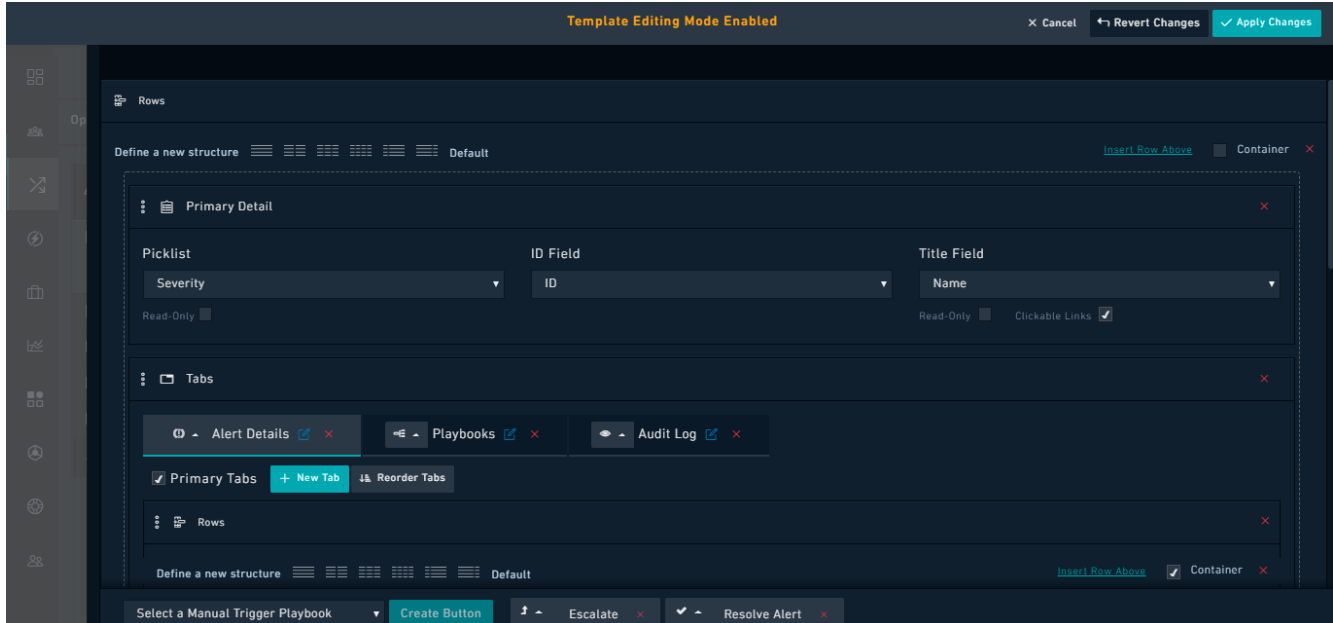 Template Editing Mode Enabled
Cancel
Revert Changes
Apply Changes
Rows
Op
Define a new structure Default Insert Row Above Container
Primary Detail
Picklist ID Field Title Field
Severity ID Name
Read-Only Read-Only Clickable Links
Tabs
Alert Details Playbooks Audit Log
Primary Tabs + New Tab Reorder Tabs
Rows
Define a new structure Default Insert Row Above Container
Select a Manual Trigger Playbook Create Button Escalate Resolve Alert